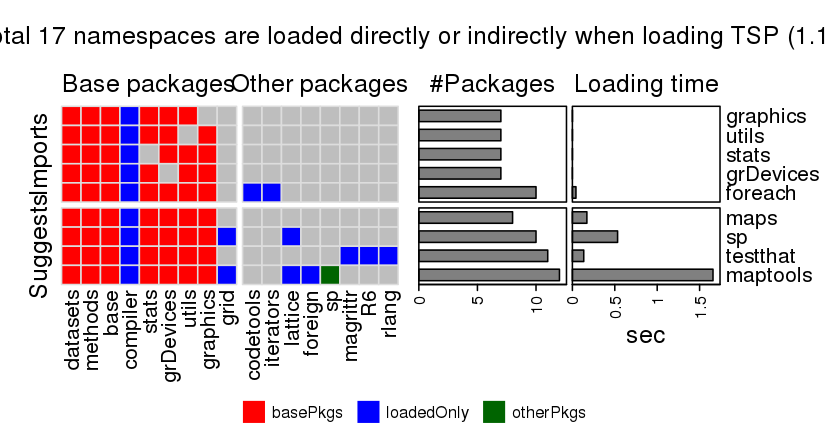 otal 17 namespaces are loaded directly or indirectly when loading TSP (1.1
Base packages Other packages #Packages Loading time
Imports
graphics
utils
stats
grDevices
foreach
Suggests
maps
sp
testthat
maptools
datasets
methods
base
compiler
stats
grDevices
utils
graphics
grid
codetools
iterators
lattice
foreign
sp
magrittr
R6
rlang
0 5 10
0 0.5 1 1.5
sec
basePkgs loadedOnly otherPkgs